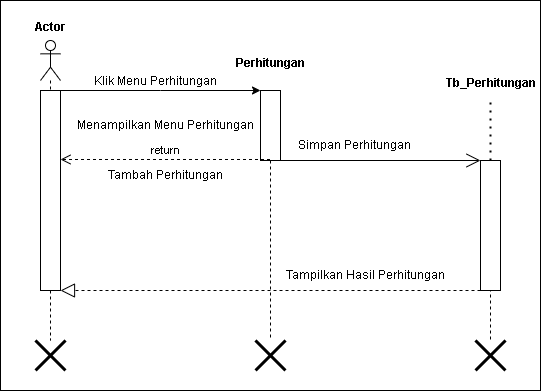 Actor
Perhitungan
Tb_Perhitungan
Klik Menu Perhitungan
Menampilkan Menu Perhitungan
return
Simpan Perhitungan
Tambah Perhitungan
Tampilkan Hasil Perhitungan